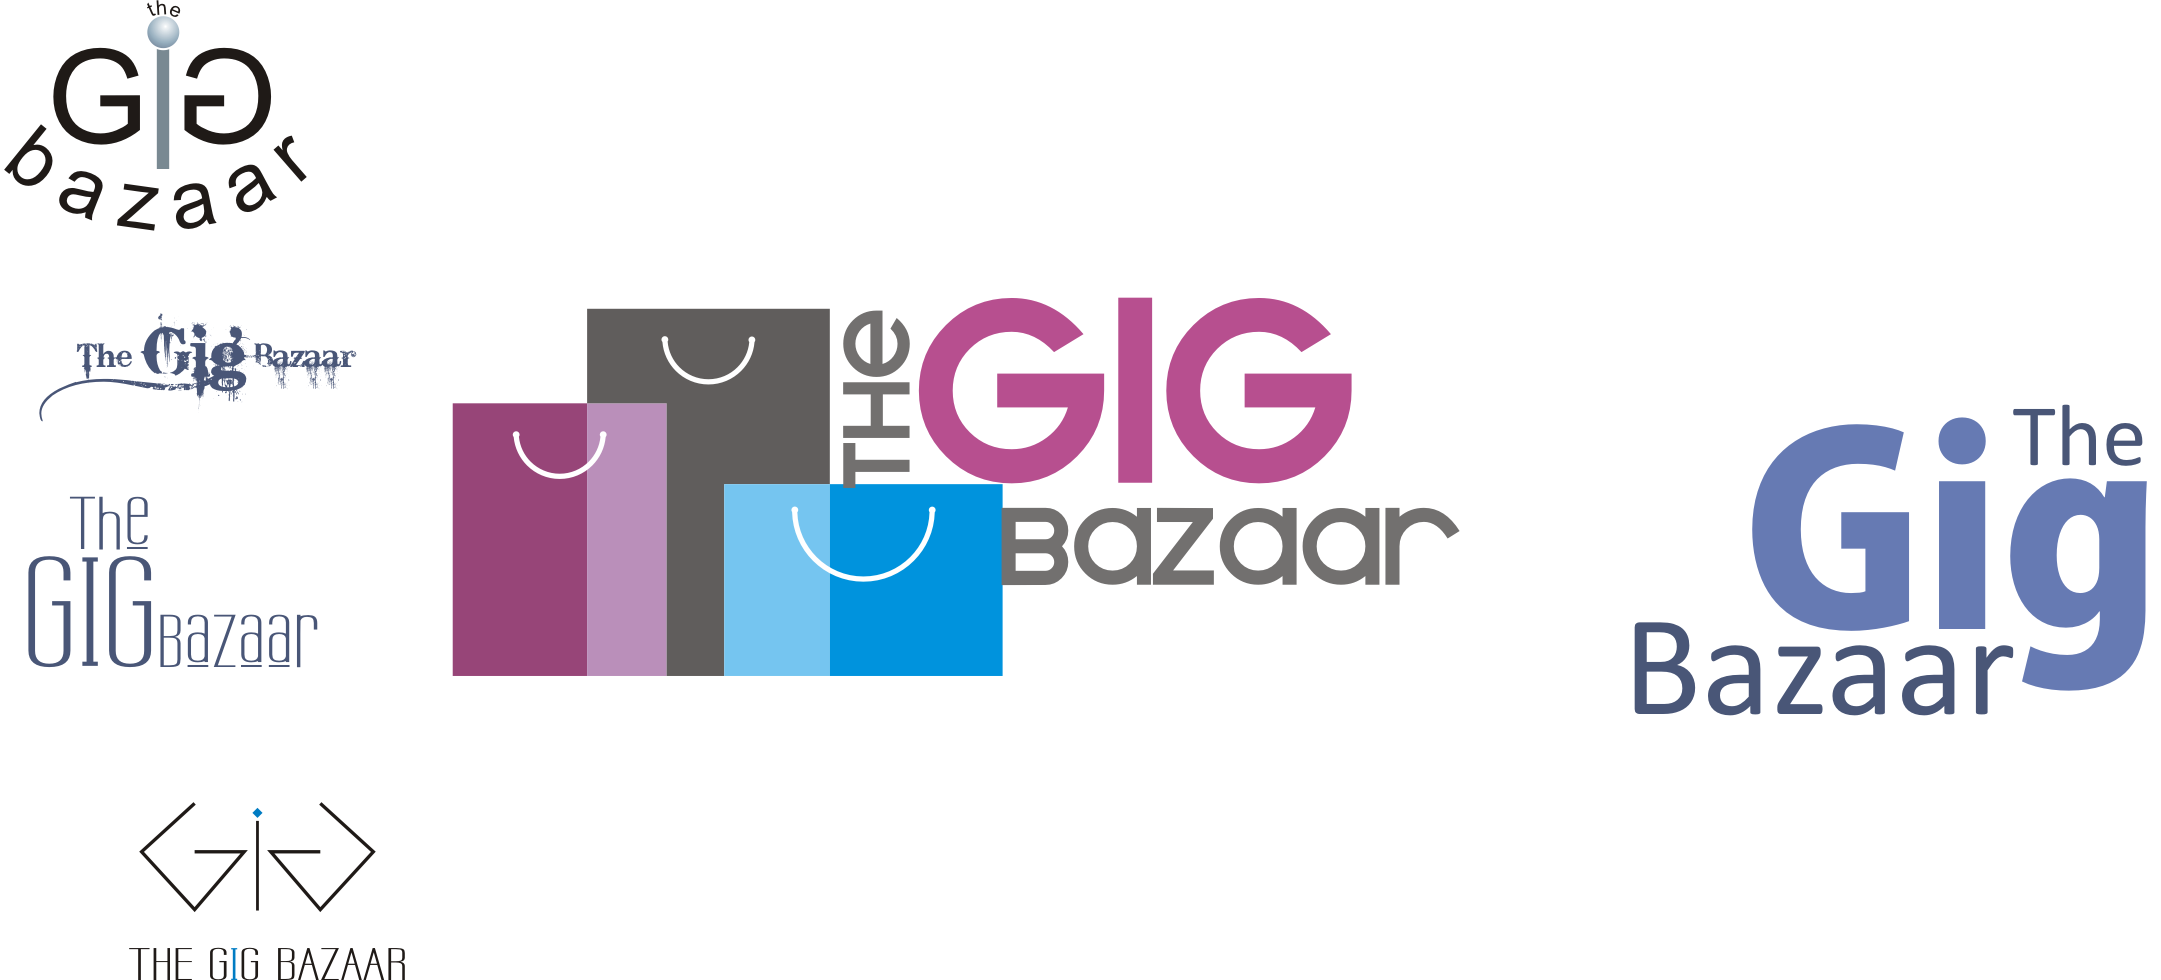 the
GiG
bazaar
The Gig Bazaar
The
GIG Bazaar
GiG
THE GIG BAZAAR
THe
GIG
Bazaar
The
Gig
Bazaar